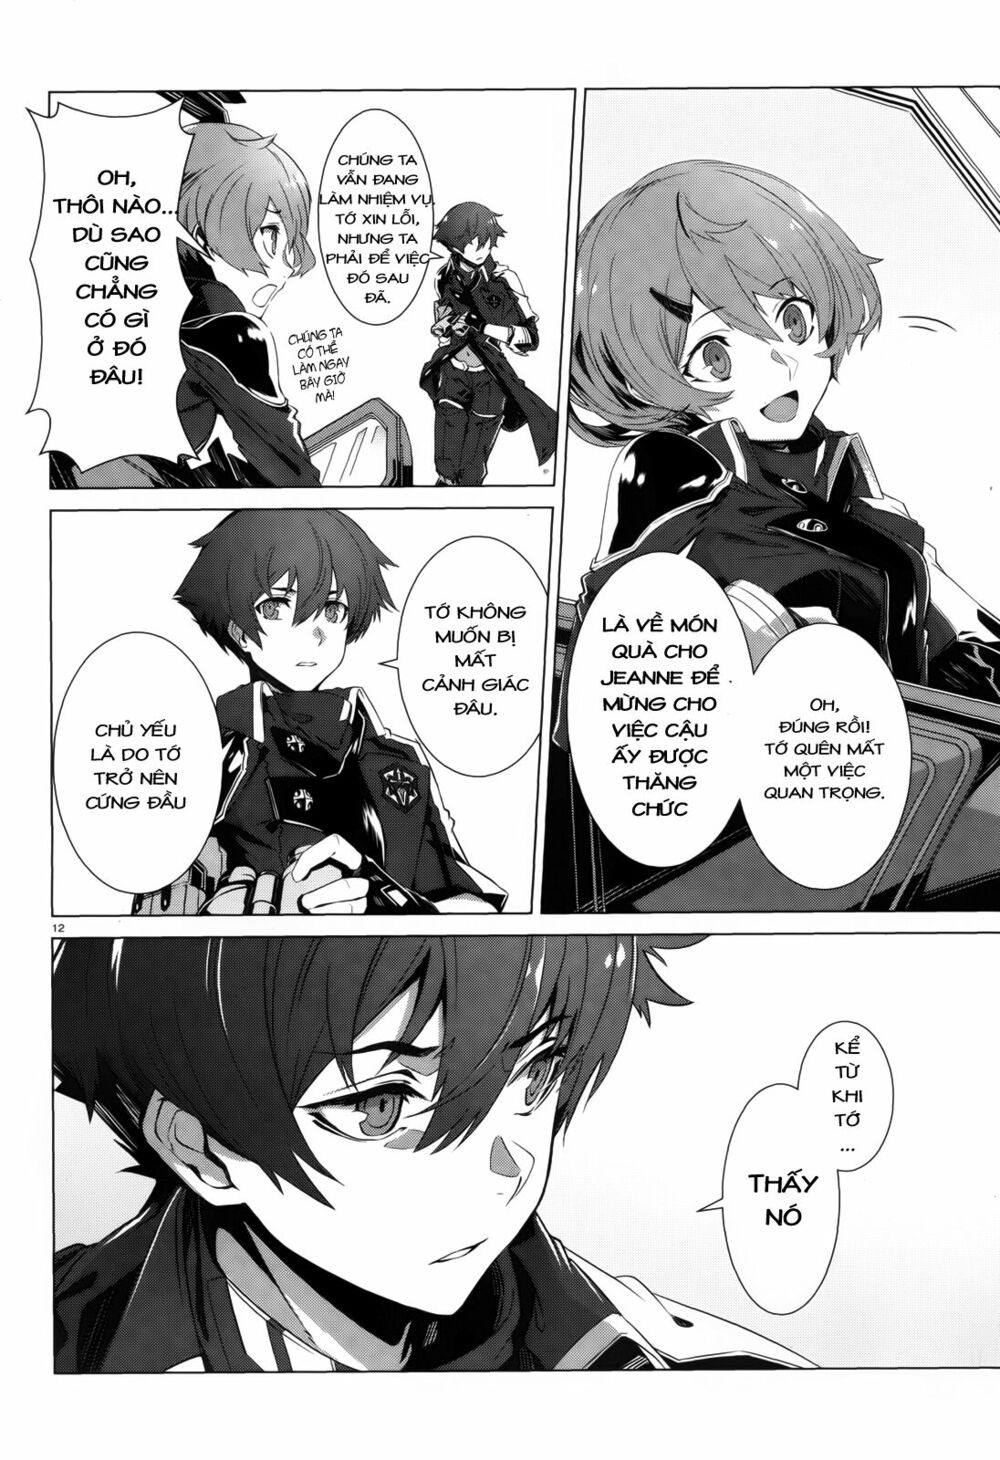 OH,
ĐÚNG RỒI!
TỚ QUÊN MẤT
MỘT VIỆC
QUAN TRỌNG.
LÀ VỀ MÓN
QUÀ CHO
JEANNE ĐỂ
MỪNG CHO
VIỆC CẬU
ẤY ĐƯỢC
THĂNG
CHỨC
CHÚNG TA
VẪN ĐANG
LÀM NHIỆM VỤ.
TỚ XIN LỖI,
NHƯNG TA
PHẢI ĐỂ VIỆC
ĐÓ SAU
ĐÃ.
OH,
THÔI NÀO...
DÙ SAO
CŨNG
CHẲNG
CÓ GÌ
Ở ĐÓ
ĐÂU!
CHÚNG TA
CÓ THỂ
LÀM NGAY
BÂY GIỜ
MÀ!
TỚ KHÔNG
MUỐN BỊ
MẤT
CẢNH GIÁC
ĐÂU.
CHỦ YẾU
LÀ DO TỚ
TRỞ NÊN
CỨNG ĐẦU
12
KỂ
TỪ
KHI
TỚ
...
THẤY
NÓ